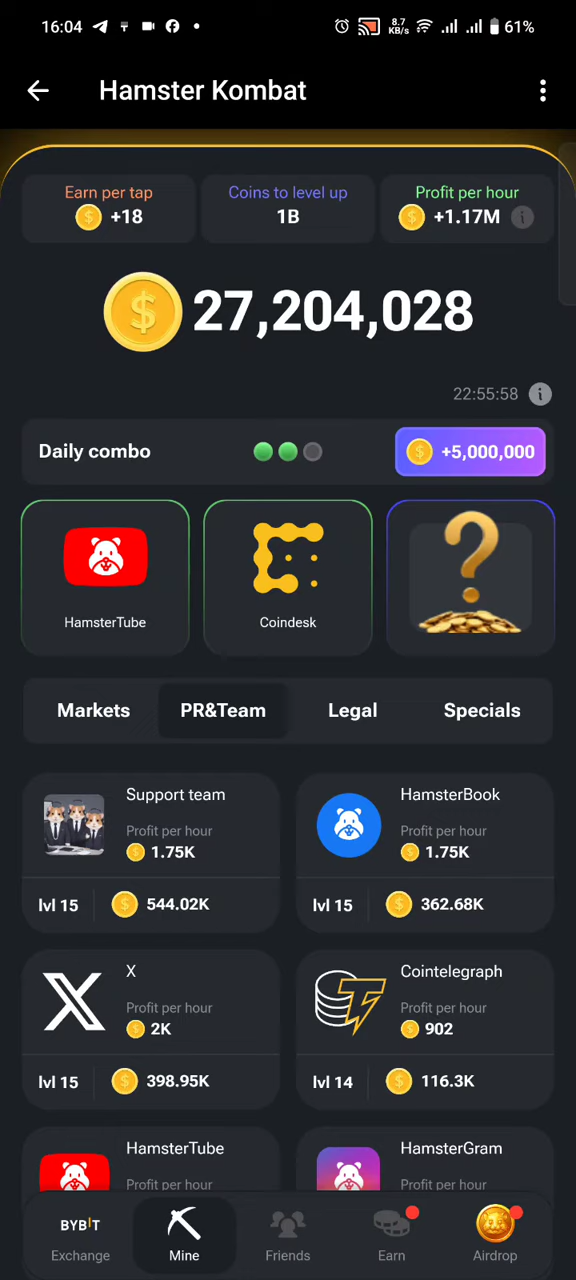 16:04 8.7 KB/s 61%
Hamster Kombat
Earn per tap Coins to level up Profit per hour
+18 1B +1.17M
27,204,028
22:55:58
Daily combo +5,000,000
HamsterTube Coindesk
Markets PR&Team Legal Specials
Support team HamsterBook
Profit per hour Profit per hour
1.75K 1.75K
lvl 15 544.02K lvl 15 362.68K
X Cointelegraph
Profit per hour Profit per hour
2K 902
lvl 15 398.95K lvl 14 116.3K
HamsterTube HamsterGram
Profit per hour Profit per hour
BYBIT
Exchange Mine Friends Earn Airdrop